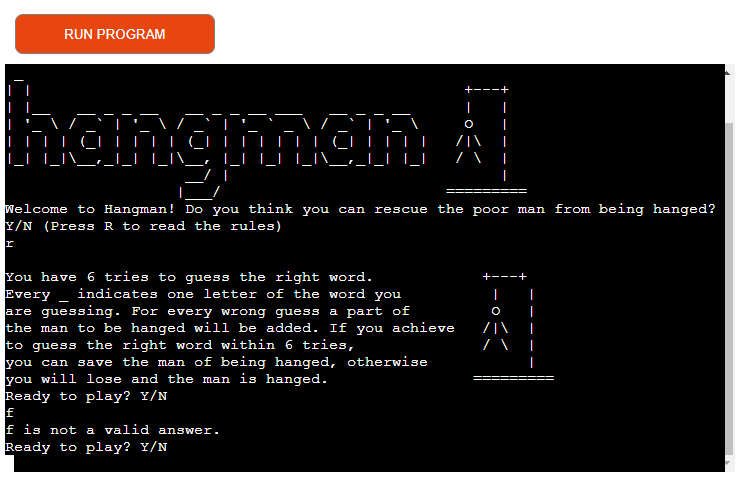 RUN PROGRAM
hangman
Welcome to Hangman! Do you think you can rescue the poor man from being hanged?
Y/N (Press R to read the rules)
r
You have 6 tries to guess the right word.
Every _ indicates one letter of the word you
are guessing. For every wrong guess a part of
the man to be hanged will be added. If you achieve
to guess the right word within 6 tries,
you can save the man of being hanged, otherwise
you will lose and the man is hanged.
Ready to play? Y/N
f
f is not a valid answer.
Ready to play? Y/N